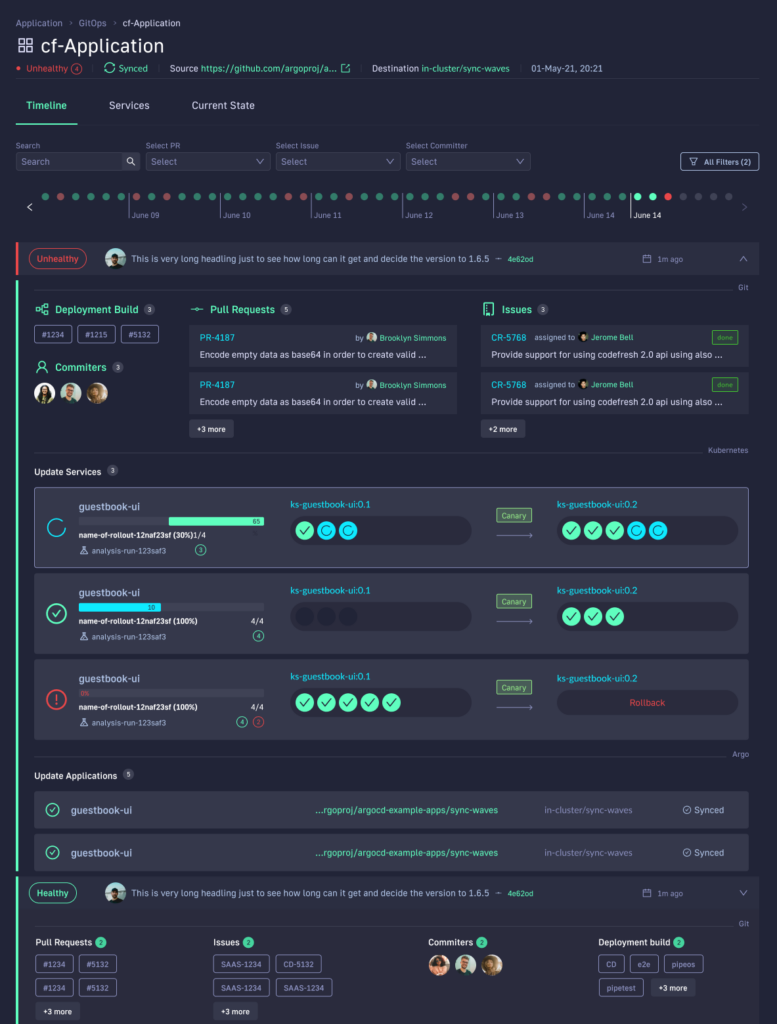 Application > GitOps > cf-Application
cf-Application
Unhealthy 4 Synced Source https://github.com/argoproj/a... Destination in-cluster/sync-waves 01-May-21, 20:21
Timeline Services Current State
Search Select PR Select Issue Select Committer
Search Select Select Select All Filters (2)
June 09 June 10 June 11 June 12 June 13 June 14 June 14
Unhealthy This is very long headling just to see how long can it get and decide the version to 1.6.5 – 4e62od 1m ago
Git
Deployment Build 3 Pull Requests 5 Issues 3
#1234 #1215 #5132
PR-4187 by Brooklyn Simmons
Encode empty data as base64 in order to create valid ...
CR-5768 assigned to Jerome Bell done
Provide support for using codefresh 2.0 api using also ...
Commiters 3
PR-4187 by Brooklyn Simmons
Encode empty data as base64 in order to create valid ...
CR-5768 assigned to Jerome Bell done
Provide support for using codefresh 2.0 api using also ...
+3 more +2 more
Kubernetes
Update Services 3
guestbook-ui ks-guestbook-ui:0.1 ks-guestbook-ui:0.2
65 Canary
name-of-rollout-12naf23sf (30%)1/4
analysis-run-123saf3 3
guestbook-ui ks-guestbook-ui:0.1 ks-guestbook-ui:0.2
10 Canary
name-of-rollout-12naf23sf (100%) 4/4
analysis-run-123saf3 4
guestbook-ui ks-guestbook-ui:0.1 ks-guestbook-ui:0.2
0% Canary
name-of-rollout-12naf23sf (100%) 4/4 Rollback
analysis-run-123saf3 4 2
Argo
Update Applications 5
guestbook-ui ...rgoproj/argocd-example-apps/sync-waves in-cluster/sync-waves Synced
guestbook-ui ...rgoproj/argocd-example-apps/sync-waves in-cluster/sync-waves Synced
Healthy This is very long headling just to see how long can it get and decide the version to 1.6.5 – 4e62od 1m ago
Git
Pull Requests 2 Issues 2 Commiters 2 Deployment build 2
#1234 #5132 SAAS-1234 CD-5132 CD e2e pipeos
#1234 #5132 SAAS-1234 SAAS-1234 pipetest +3 more
+3 more +3 more